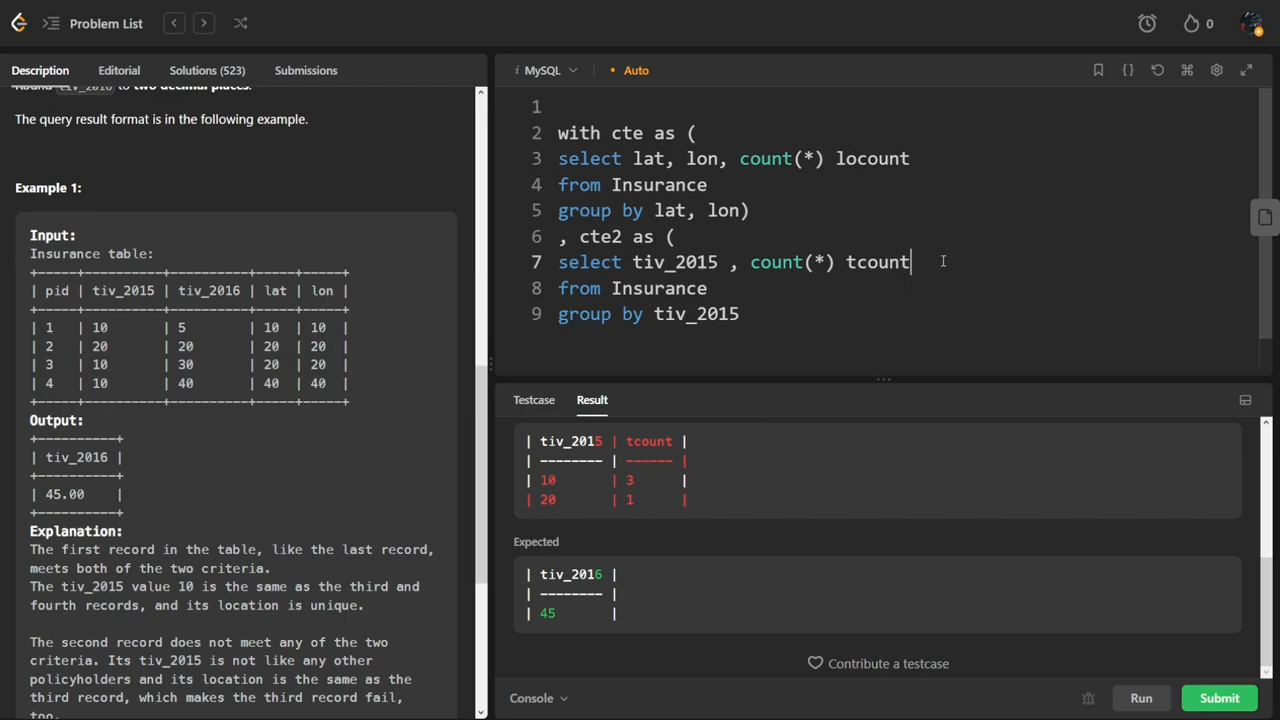 Problem List
0
Description
Editorial
Solutions (523)
Submissions
Round tiv_2016 to two decimal places.
The query result format is in the following example.
Example 1:
Input:
Insurance table:
+-----+----------+----------+-----+-----+
| pid | tiv_2015 | tiv_2016 | lat | lon |
+-----+----------+----------+-----+-----+
| 1 | 10 | 5 | 10 | 10 |
| 2 | 20 | 20 | 20 | 20 |
| 3 | 10 | 30 | 20 | 20 |
| 4 | 10 | 40 | 40 | 40 |
+-----+----------+----------+-----+-----+
Output:
+----------+
| tiv_2016 |
+----------+
| 45.00 |
+----------+
Explanation:
The first record in the table, like the last record,
meets both of the two criteria.
The tiv_2015 value 10 is the same as the third and
fourth records, and its location is unique.
The second record does not meet any of the two
criteria. Its tiv_2015 is not like any other
policyholders and its location is the same as the
third record, which makes the third record fail,
too.
i MySQL
• Auto
1
2 with cte as (
3 select lat, lon, count(*) locount
4 from Insurance
5 group by lat, lon)
6 , cte2 as (
7 select tiv_2015 , count(*) tcount
8 from Insurance
9 group by tiv_2015
Testcase
Result
| tiv_2015 | tcount |
| -------- | ------ |
| 10 | 3 |
| 20 | 1 |
Expected
| tiv_2016 |
| -------- |
| 45 |
Contribute a testcase
Console
Run
Submit